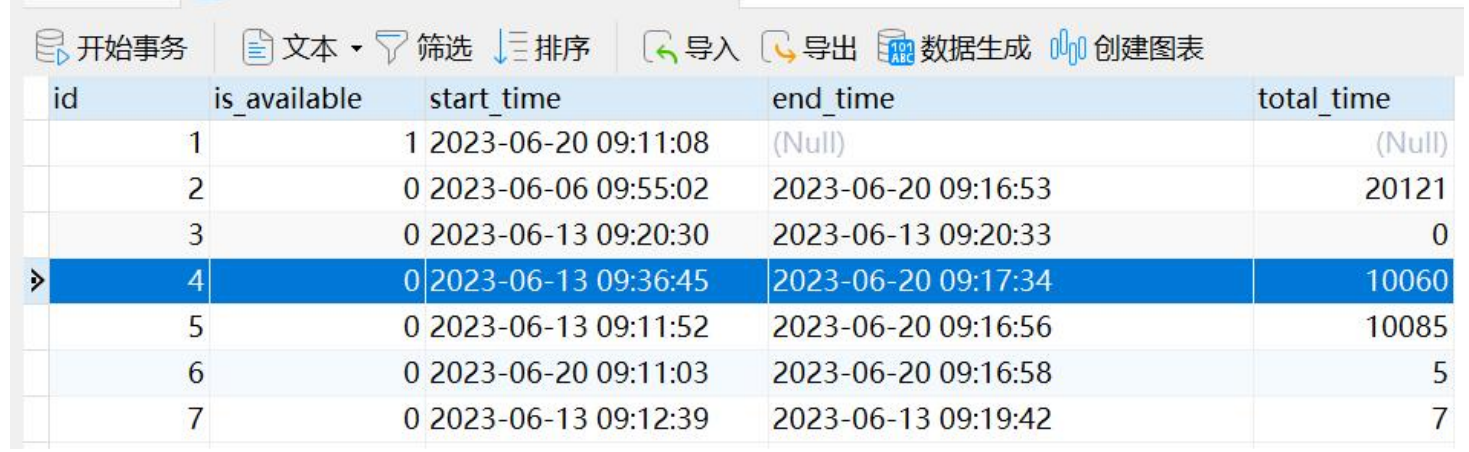 开始事务 文本 筛选 排序 导入 导出 数据生成 创建图表
id is_available start_time end_time total_time
1 1 2023-06-20 09:11:08 (Null) (Null)
2 0 2023-06-06 09:55:02 2023-06-20 09:16:53 20121
3 0 2023-06-13 09:20:30 2023-06-13 09:20:33 0
4 0 2023-06-13 09:36:45 2023-06-20 09:17:34 10060
5 0 2023-06-13 09:11:52 2023-06-20 09:16:56 10085
6 0 2023-06-20 09:11:03 2023-06-20 09:16:58 5
7 0 2023-06-13 09:12:39 2023-06-13 09:19:42 7